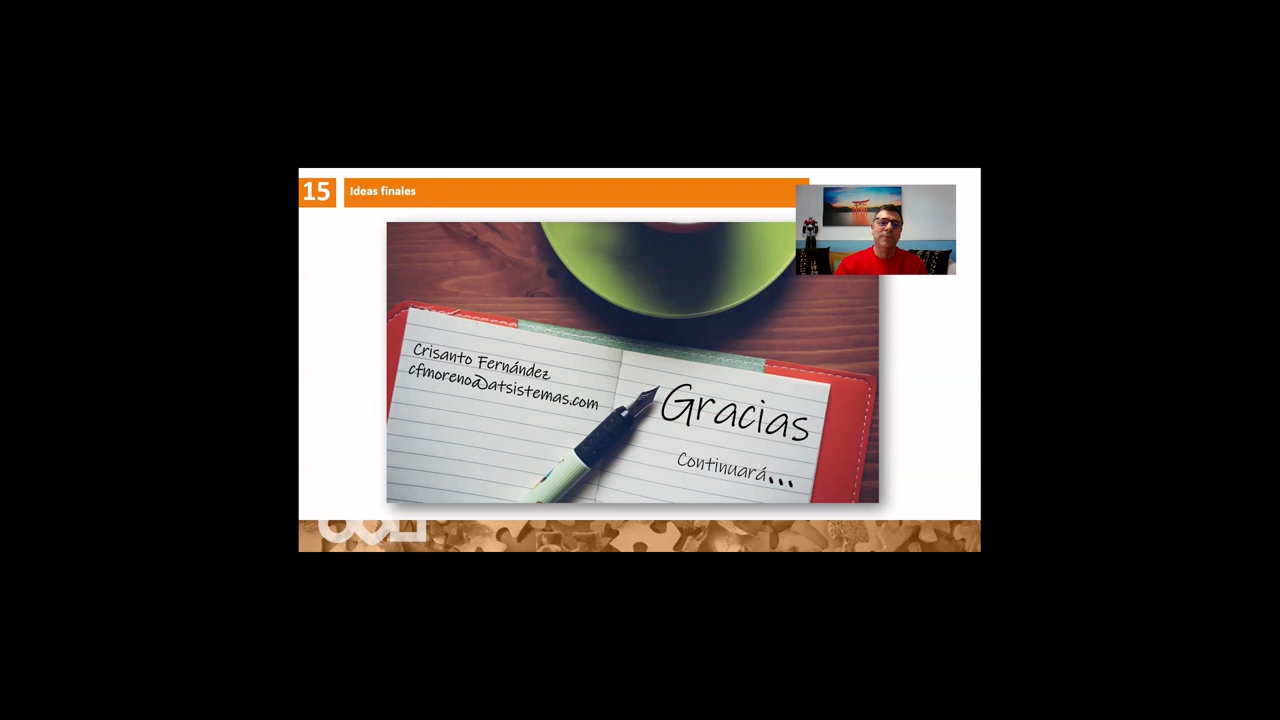 15
Ideas finales
Crisanto Fernández
cfmoreno@atsistemas.com
Gracias
Continuará...